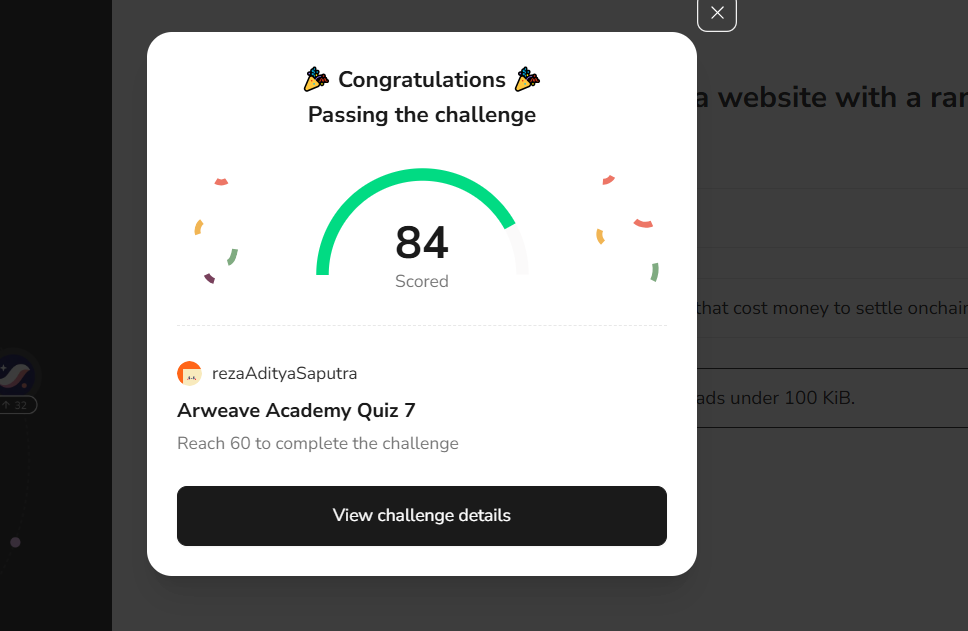 a website with a ran
Congratulations
Passing the challenge
84
Scored
that cost money to settle onchain
↑ 32
rezaAdityaSaputra
ads under 100 KiB.
Arweave Academy Quiz 7
Reach 60 to complete the challenge
View challenge details